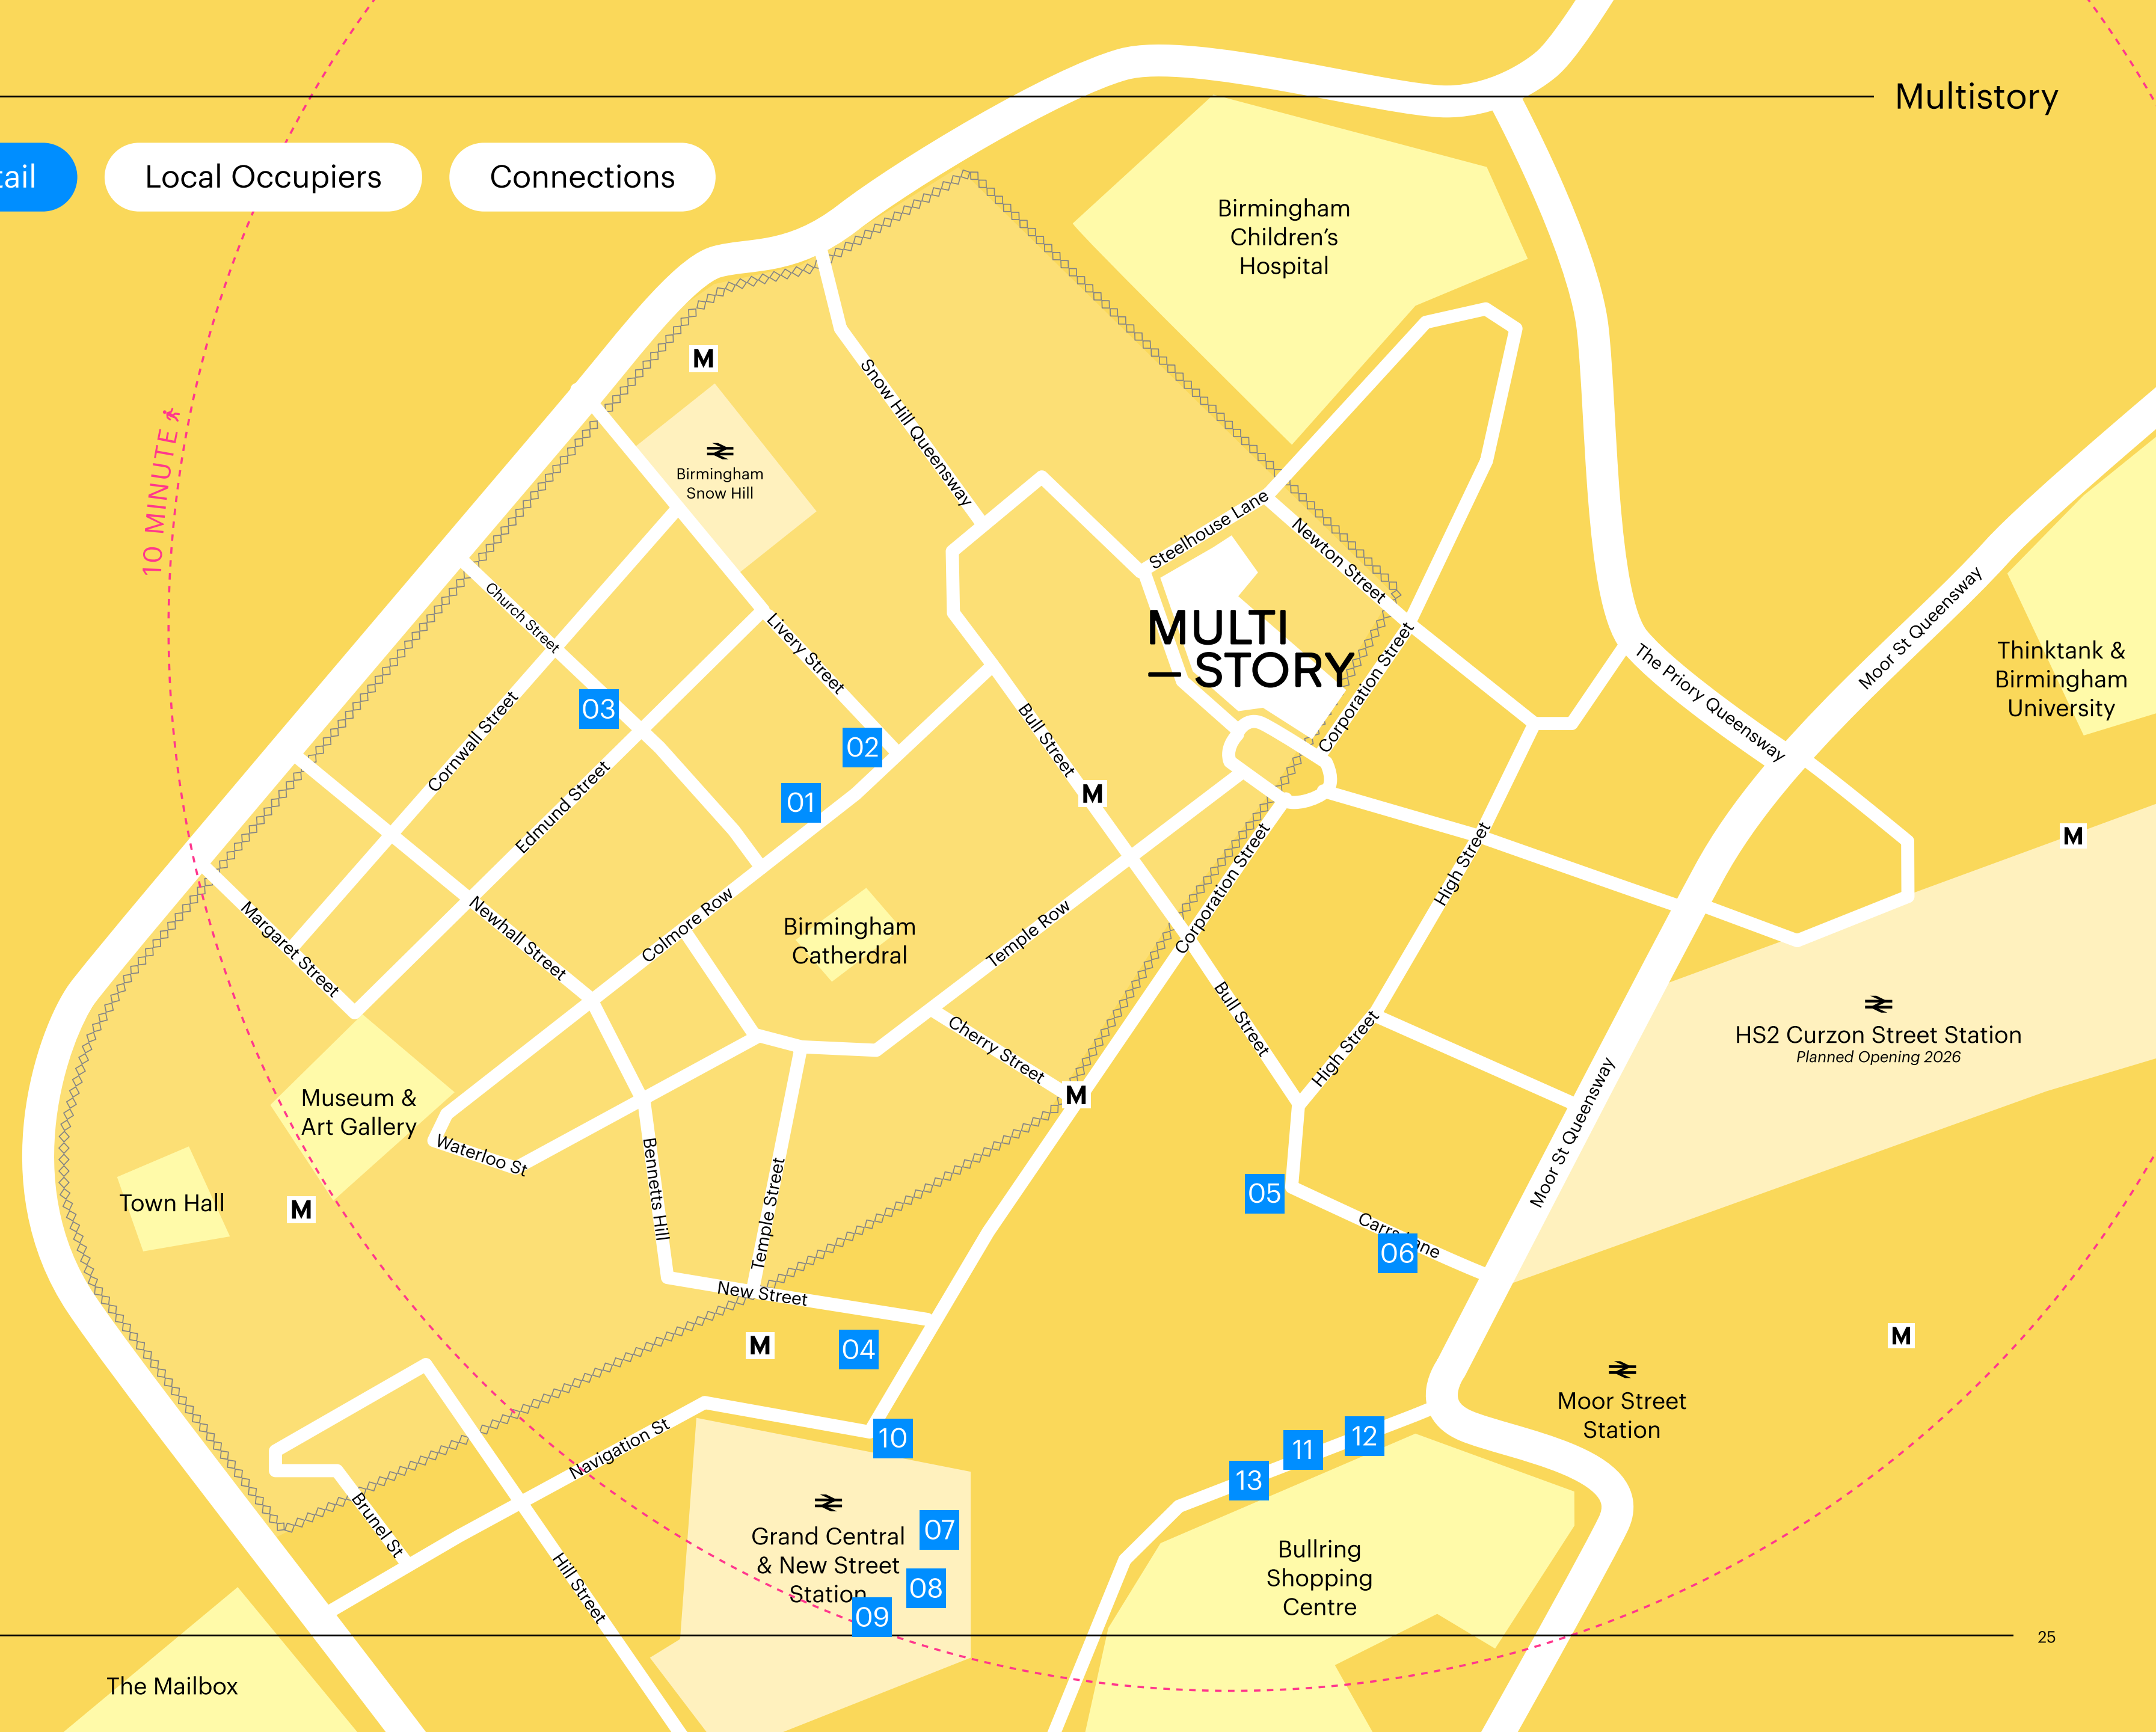 Multistory
tail
Local Occupiers
Connections
Birmingham
Children's
Hospital
M
Birmingham
Snow Hill
Snow Hill Queensway
10 MINUTE
Steelhouse Lane
Newton Street
MULTI
— STORY
Corporation Street
The Priory Queensway
Moor St Queensway
Thinktank &
Birmingham
University
Church Street
Livery Street
03
02
01
Cornwall Street
Edmund Street
Bull Street
M
M
High Street
Corporation Street
Margaret Street
Newhall Street
Colmore Row
Birmingham
Catherdral
Temple Row
Bull Street
HS2 Curzon Street Station
Planned Opening 2026
Cherry Street
High Street
M
Moor St Queensway
Museum &
Art Gallery
Waterloo St
Bennetts Hill
Temple Street
Town Hall
M
05
Carrs Lane
06
New Street
M
04
M
Moor Street
Station
Navigation St
10
11
12
13
Brunel St
Hill Street
Grand Central
& New Street
Station
07
08
09
Bullring
Shopping
Centre
25
The Mailbox